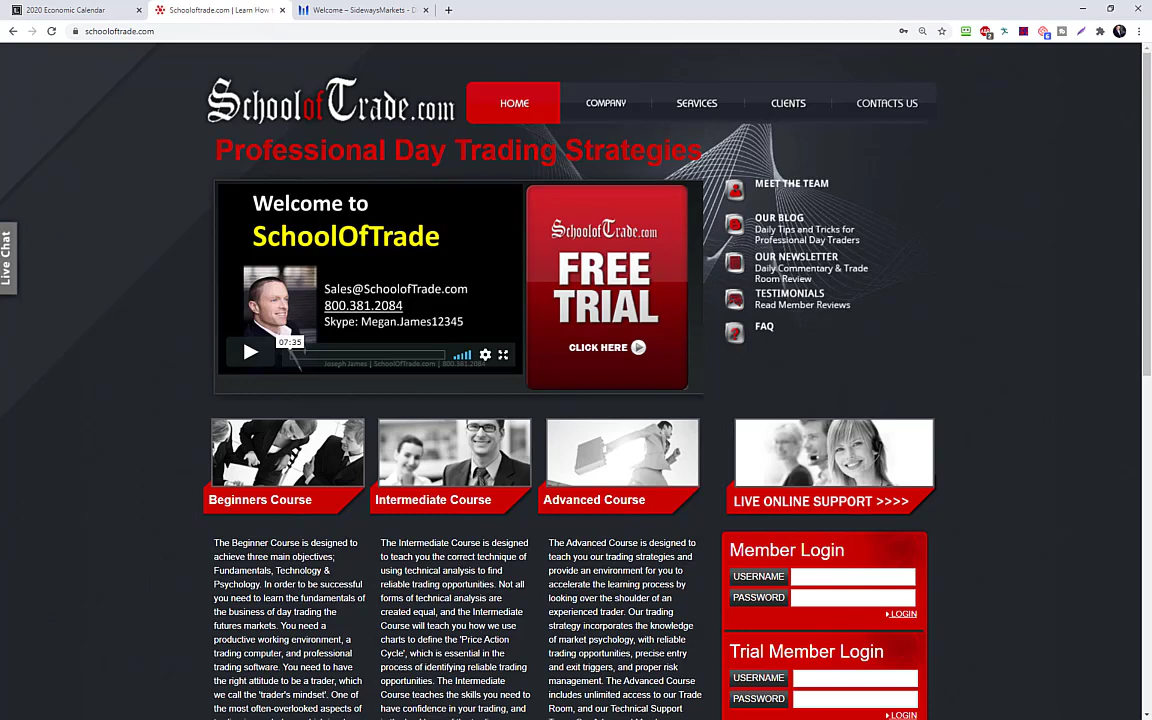 2020 Economic Calendar
Schooloftrade.com | Learn How
Welcome – SidewaysMarkets - D
schooloftrade.com
SchoolofTrade.com
HOME
COMPANY
SERVICES
CLIENTS
CONTACTS US
Professional Day Trading Strategies
Live Chat
Welcome to
SchoolOfTrade
Sales@SchoolofTrade.com
800.381.2084
Skype: Megan.James12345
07:35
Joseph James | SchoolOfTrade.com | 800.381.2084
SchoolofTrade.com
FREE
TRIAL
CLICK HERE
MEET THE TEAM
OUR BLOG
Daily Tips and Tricks for
Professional Day Traders
OUR NEWSLETTER
Daily Commentary & Trade
Room Review
TESTIMONIALS
Read Member Reviews
FAQ
Beginners Course
The Beginner Course is designed to
achieve three main objectives;
Fundamentals, Technology &
Psychology. In order to be successful
you need to learn the fundamentals of
the business of day trading the
futures markets. You need a
productive working environment, a
trading computer, and professional
trading software. You need to have
the right attitude to be a trader, which
we call the 'trader's mindset'. One of
the most often-overlooked aspects of
Intermediate Course
The Intermediate Course is designed
to teach you the correct technique of
using technical analysis to find
reliable trading opportunities. Not all
forms of technical analysis are
created equal, and the Intermediate
Course will teach you how we use
charts to define the 'Price Action
Cycle', which is essential in the
process of identifying reliable trading
opportunities. The Intermediate
Course teaches the skills you need to
have confidence in your trading, and
Advanced Course
The Advanced Course is designed to
teach you our trading strategies and
provide an environment for you to
accelerate the learning process by
looking over the shoulder of an
experienced trader. Our trading
strategy incorporates the knowledge
of market psychology, with reliable
trading opportunities, precise entry
and exit triggers, and proper risk
management. The Advanced Course
includes unlimited access to our Trade
Room, and our Technical Support
LIVE ONLINE SUPPORT >>>>
Member Login
USERNAME
PASSWORD
LOGIN
Trial Member Login
USERNAME
PASSWORD
LOGIN